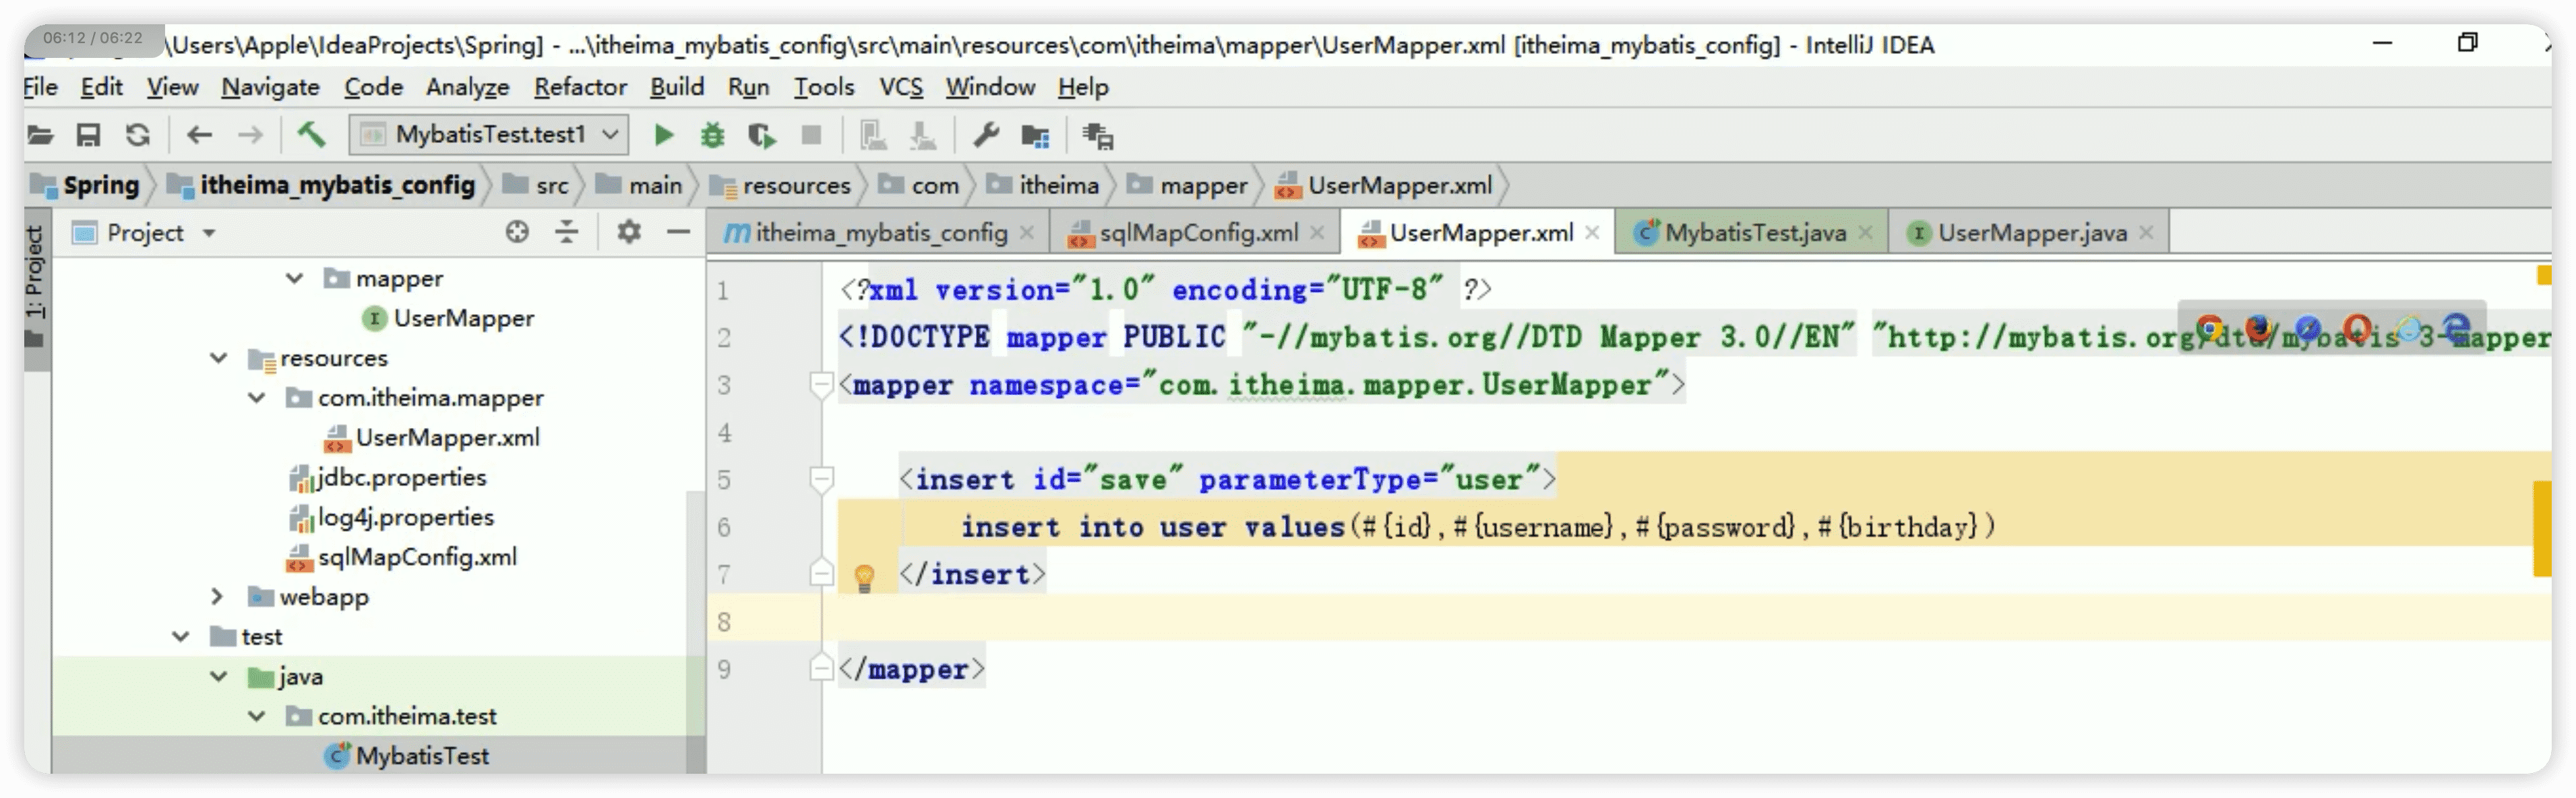 06:12 / 06:22
\Users\Apple\IdeaProjects\Spring] - ...\itheima_mybatis_config\src\main\resources\com\itheima\mapper\UserMapper.xml [itheima_mybatis_config] - IntelliJ IDEA
File Edit View Navigate Code Analyze Refactor Build Run Tools VCS Window Help
MybatisTest.test1
Spring itheima_mybatis_config src main resources com itheima mapper UserMapper.xml
1: Project
Project
mapper
UserMapper
resources
com.itheima.mapper
UserMapper.xml
jdbc.properties
log4j.properties
sqlMapConfig.xml
webapp
test
java
com.itheima.test
MybatisTest
itheima_mybatis_config sqlMapConfig.xml UserMapper.xml MybatisTest.java UserMapper.java
1 <?xml version="1.0" encoding="UTF-8" ?>
2 <!DOCTYPE mapper PUBLIC "-//mybatis.org//DTD Mapper 3.0//EN" "http://mybatis.org/dtd/mybatis-3-mapper
3 <mapper namespace="com.itheima.mapper.UserMapper">
4
5 <insert id="save" parameterType="user">
6 insert into user values(#{id},#{username},#{password},#{birthday})
7 </insert>
8
9 </mapper>